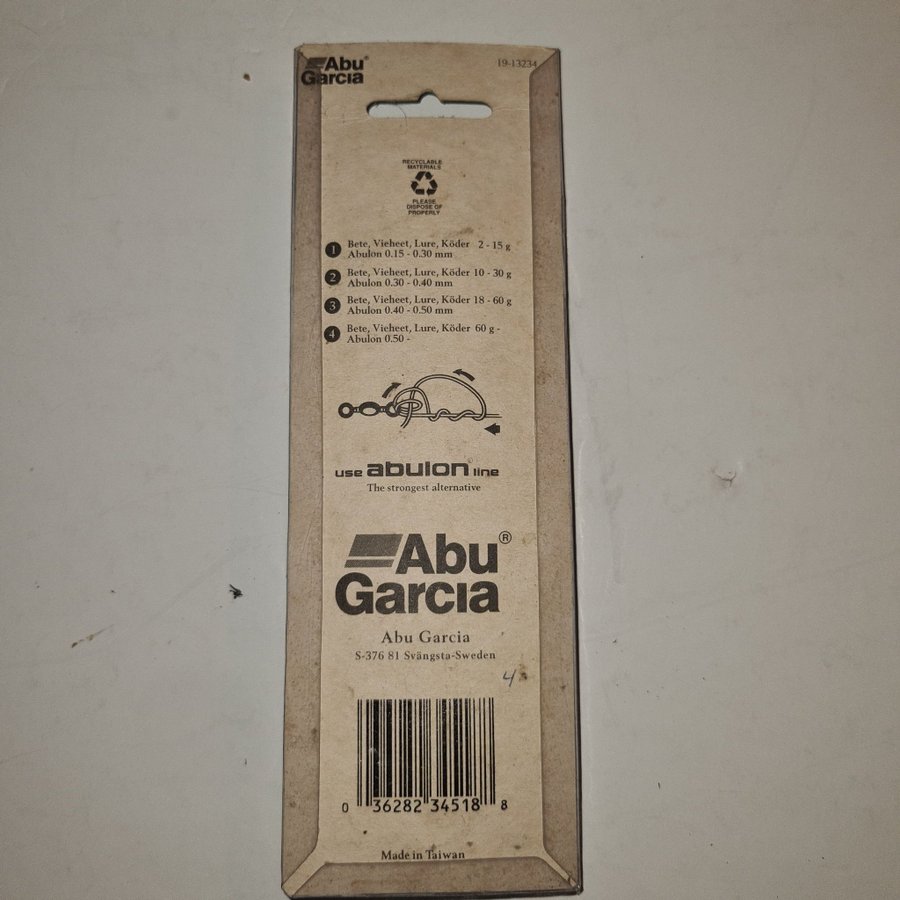 Abu®
Garcia
19-13234
RECYCLABLE
MATERIALS
PLEASE
DISPOSE OF
PROPERLY
1 Bete, Vieheet, Lure, Köder 2 - 15 g
Abulon 0.15 - 0.30 mm
2 Bete, Vieheet, Lure, Köder 10 - 30 g
Abulon 0.30 - 0.40 mm
3 Bete, Vieheet, Lure, Köder 18 - 60 g
Abulon 0.40 - 0.50 mm
4 Bete, Vieheet, Lure, Köder 60 g -
Abulon 0.50 -
use abulon® line
The strongest alternative
Abu®
Garcia
Abu Garcia
S-376 81 Svängsta-Sweden
4
0 36282 34518 8
Made in Taiwan